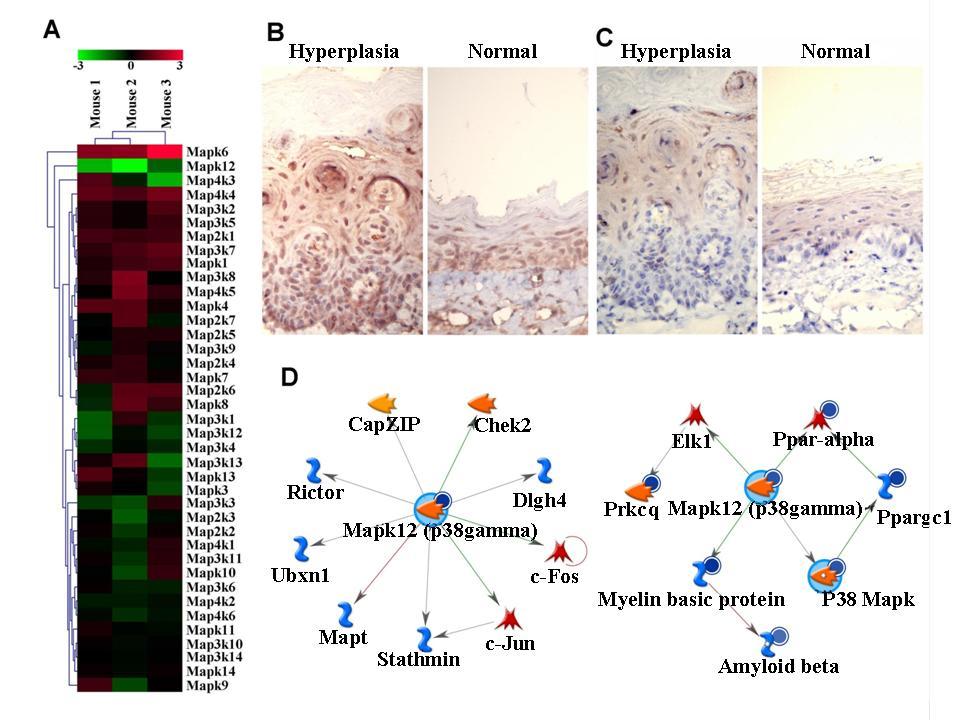 A
-3 0 3
Mouse 1
Mouse 2
Mouse 3
Mapk6
Mapk12
Map4k3
Map4k4
Map3k2
Map3k5
Map2k1
Map3k7
Mapk1
Map3k8
Map4k5
Mapk4
Map2k7
Map2k5
Map3k9
Map2k4
Mapk7
Map2k6
Mapk8
Map3k1
Map3k12
Map3k4
Map3k13
Mapk13
Mapk3
Map3k3
Map2k3
Map2k2
Map4k1
Map3k11
Mapk10
Map3k6
Map4k2
Map4k6
Mapk11
Map3k10
Map3k14
Mapk14
Mapk9
B
Hyperplasia Normal
C
Hyperplasia Normal
D
CapZIP
Chek2
Rictor
Dlgh4
Mapk12 (p38gamma)
Ubxn1
c-Fos
Mapt
Stathmin
c-Jun
Elk1
Ppar-alpha
Prkcq
Mapk12 (p38gamma)
Ppargc1
Myelin basic protein
P38 Mapk
Amyloid beta